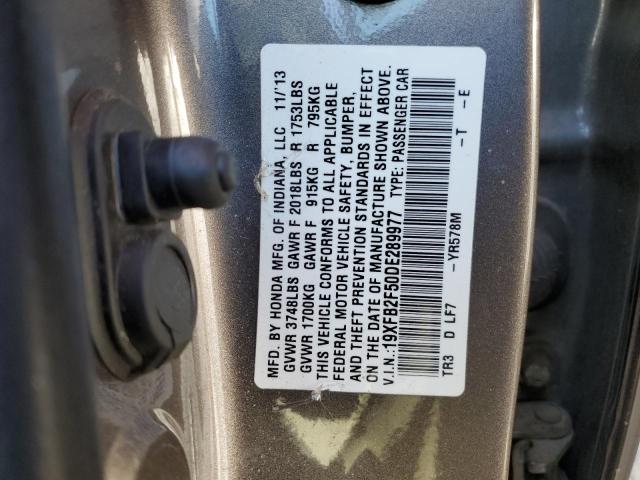 MFD. BY HONDA MFG. OF INDIANA, LLC 11/'13
GVWR 3748LBS GAWR F 2018LBS R 1753LBS
GVWR 1700KG GAWR F 915KG R 795KG
THIS VEHICLE CONFORMS TO ALL APPLICABLE
FEDERAL MOTOR VEHICLE SAFETY, BUMPER,
AND THEFT PREVENTION STANDARDS IN EFFECT
ON THE DATE OF MANUFACTURE SHOWN ABOVE.
V.I.N.:19XFB2F50DE289977 TYPE: PASSENGER CAR
TR3 D LF7 -YR578M -T -E